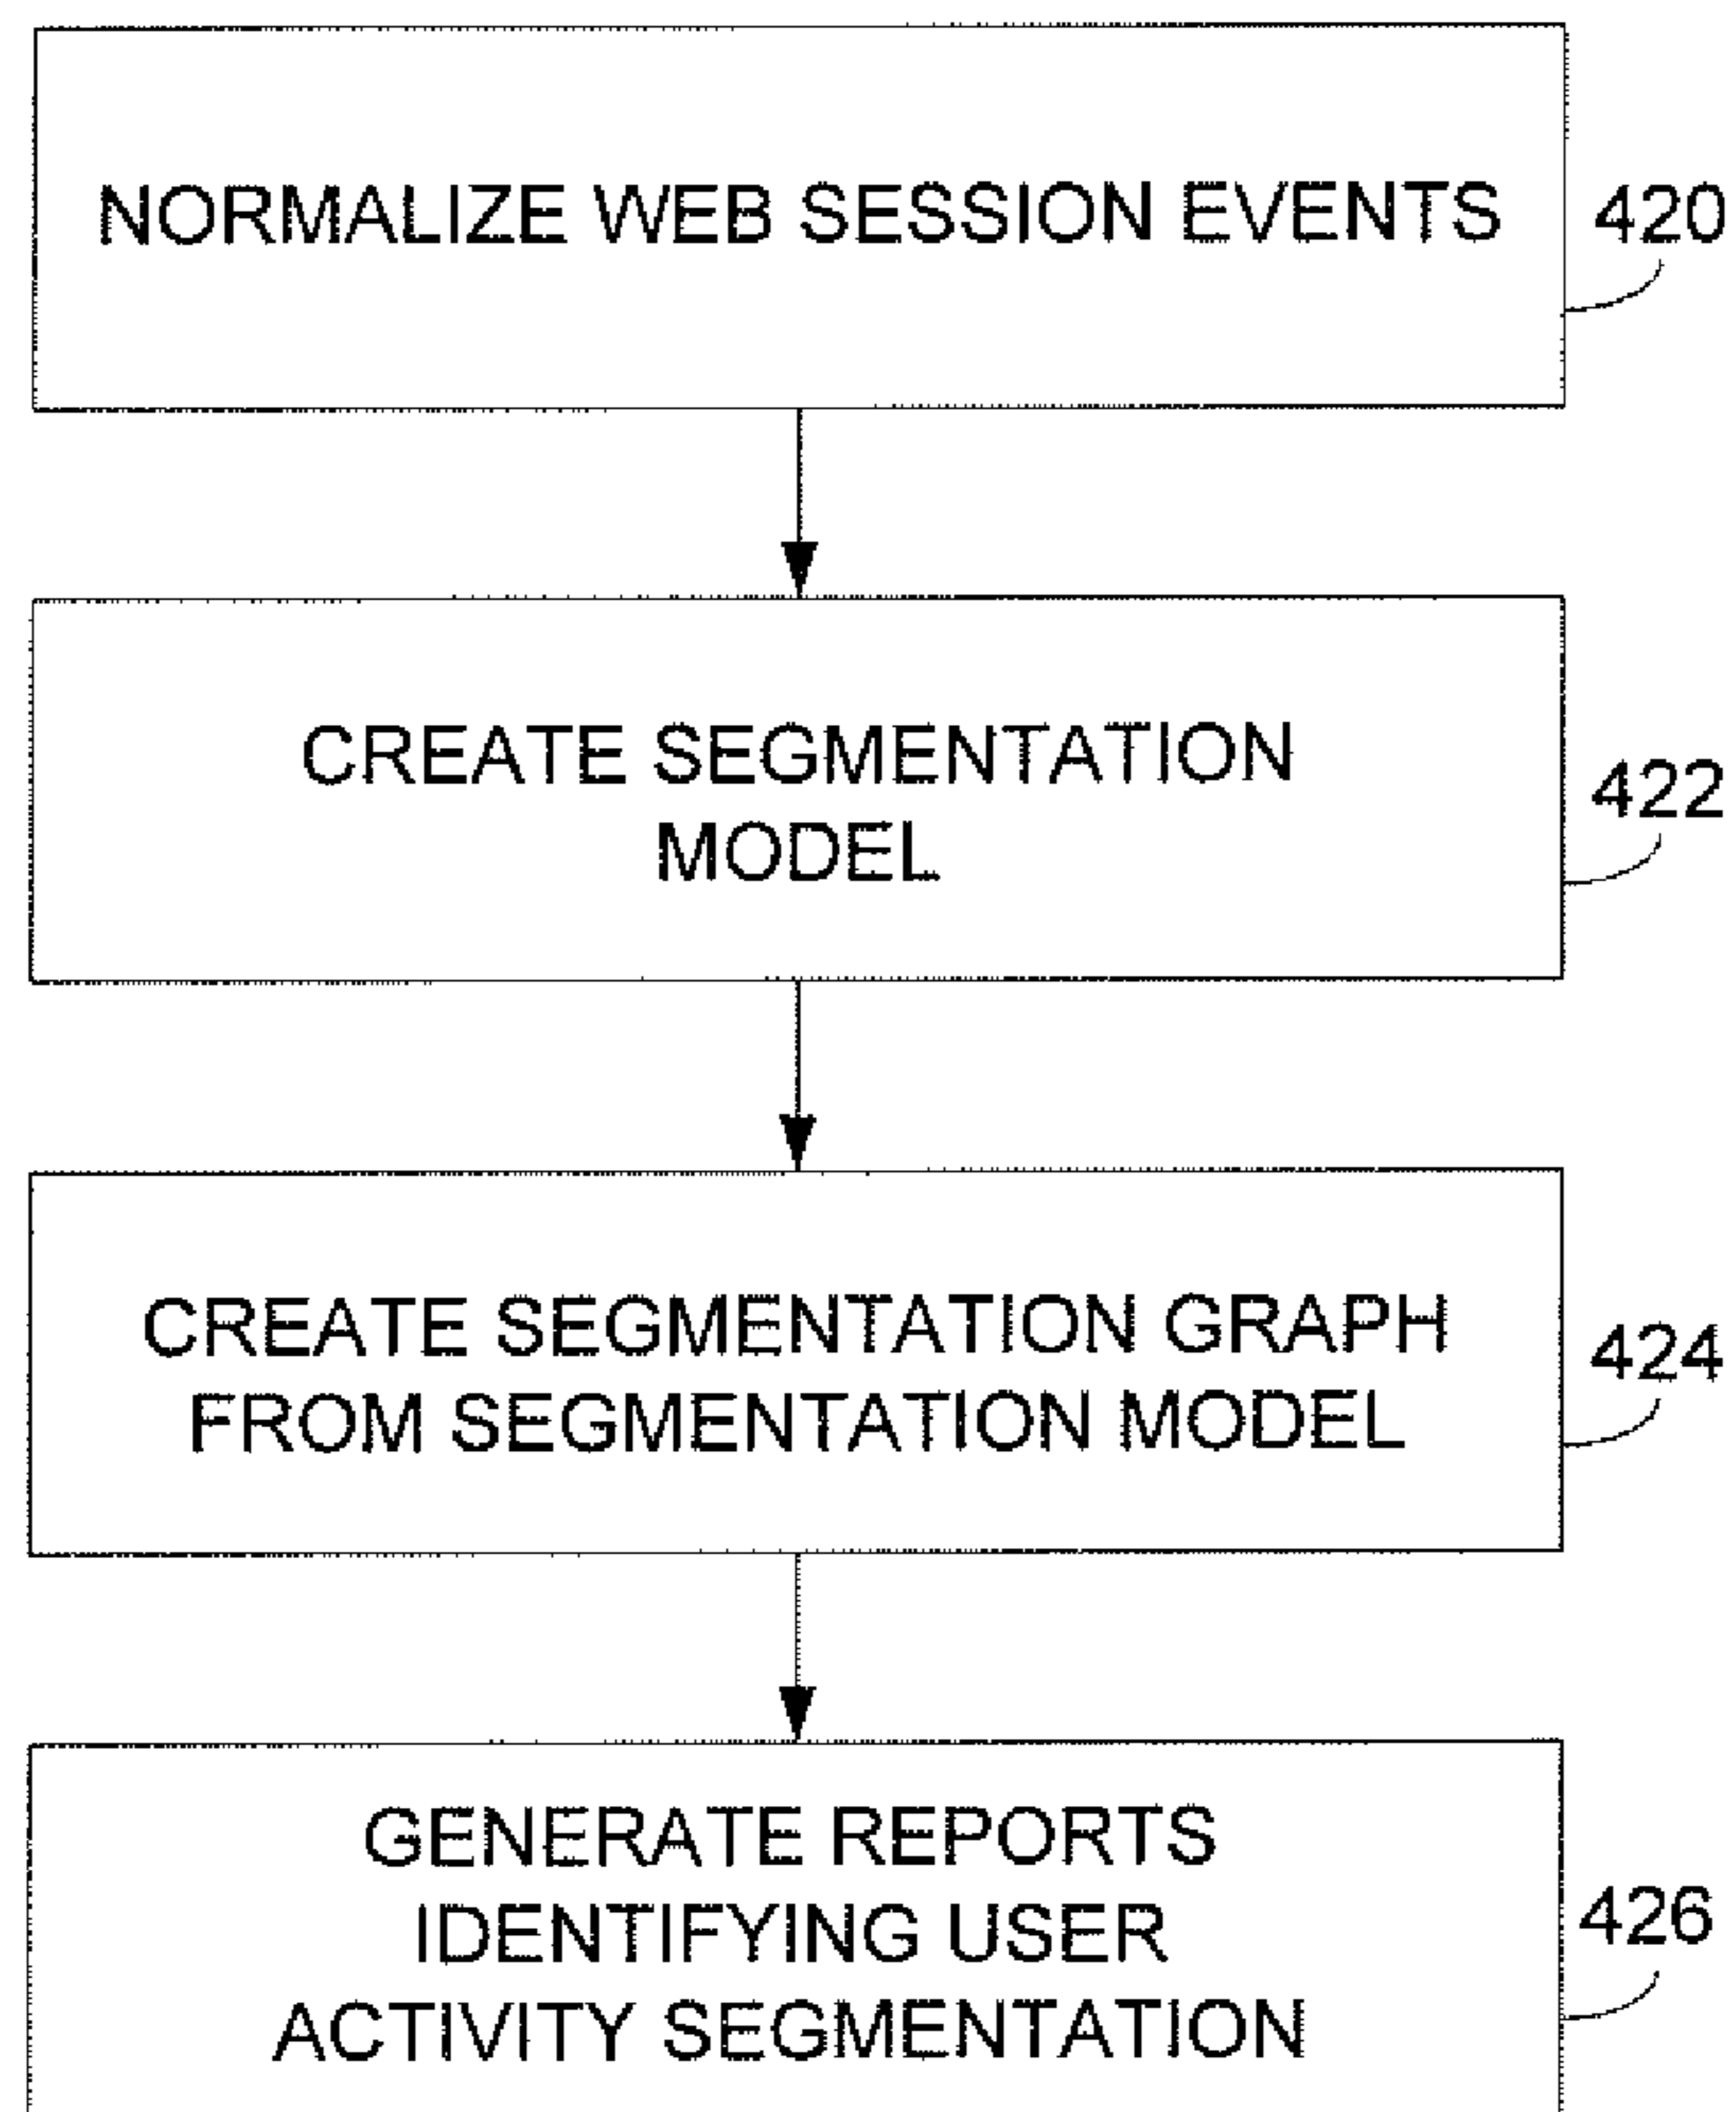 NORMALIZE WEB SESSION EVENTS
420
CREATE SEGMENTATION
MODEL
422
CREATE SEGMENTATION GRAPH
FROM SEGMENTATION MODEL
424
GENERATE REPORTS
IDENTIFYING USER
ACTIVITY SEGMENTATION
426